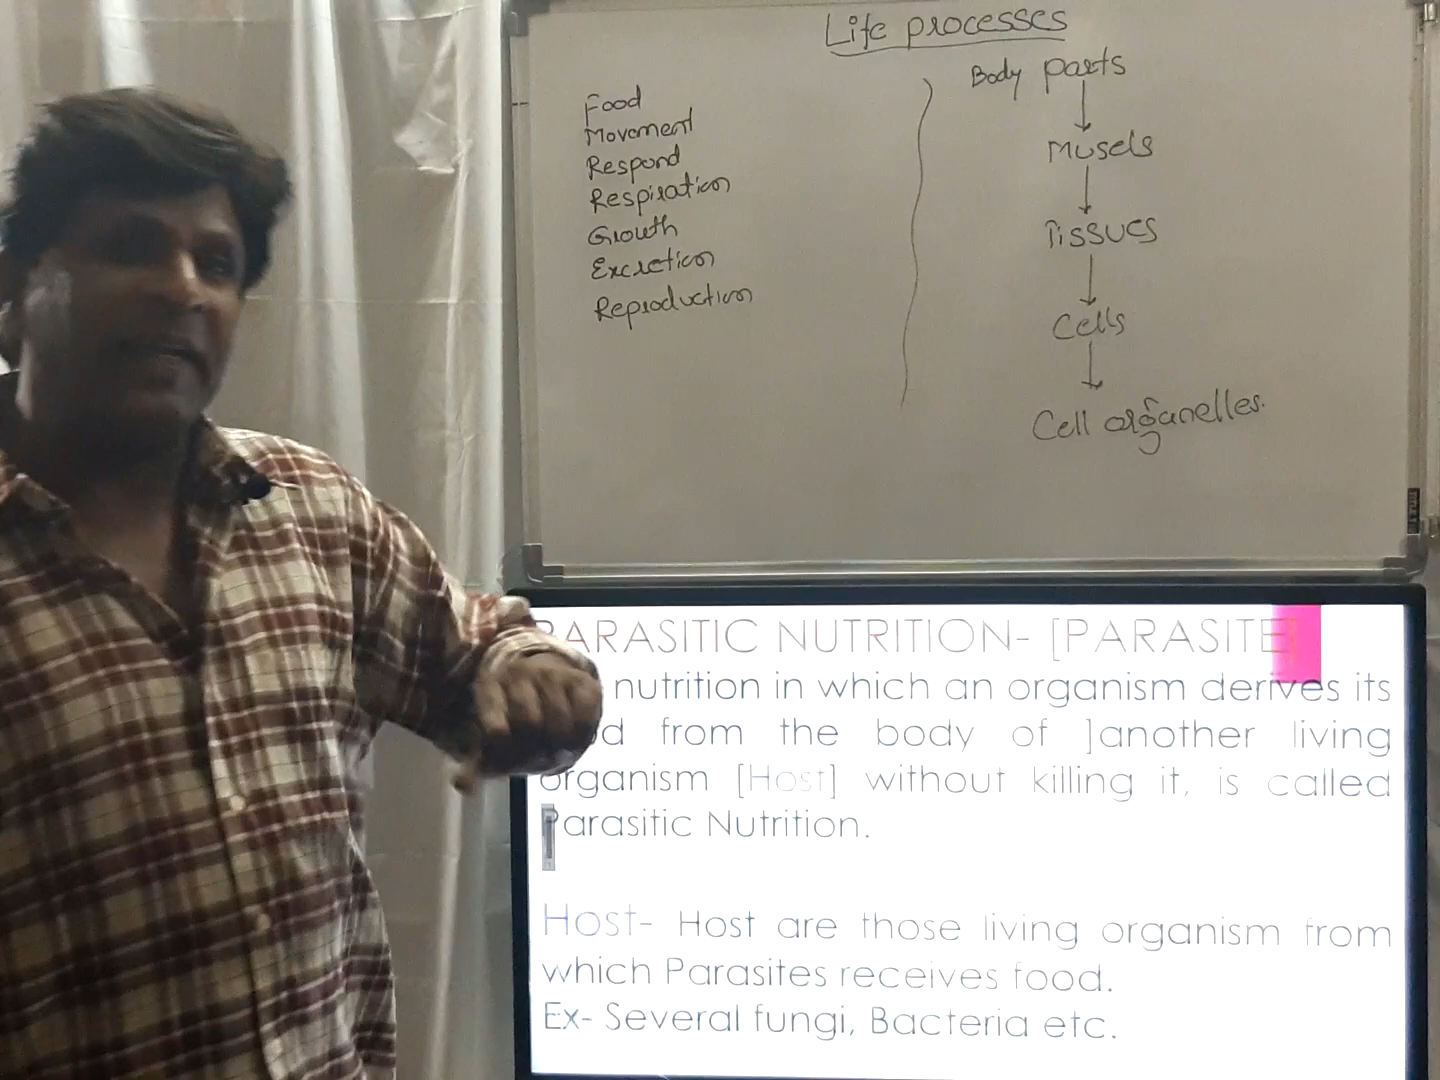 Life processes
Food
Movement
Respond
Respiration
Growth
Excretion
Reproduction
Body parts
Musels
Tissues
Cells
Cell organelles.
PARASITIC NUTRITION- [PARASITE]
nutrition in which an organism derives its
from the body of ]another living
organism [Host] without killing it, is called
Parasitic Nutrition.
Host- Host are those living organism from
which Parasites receives food.
Ex- Several fungi, Bacteria etc.